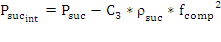 P_suc_int = P_suc − C_3 * ρ_suc * f_comp^2